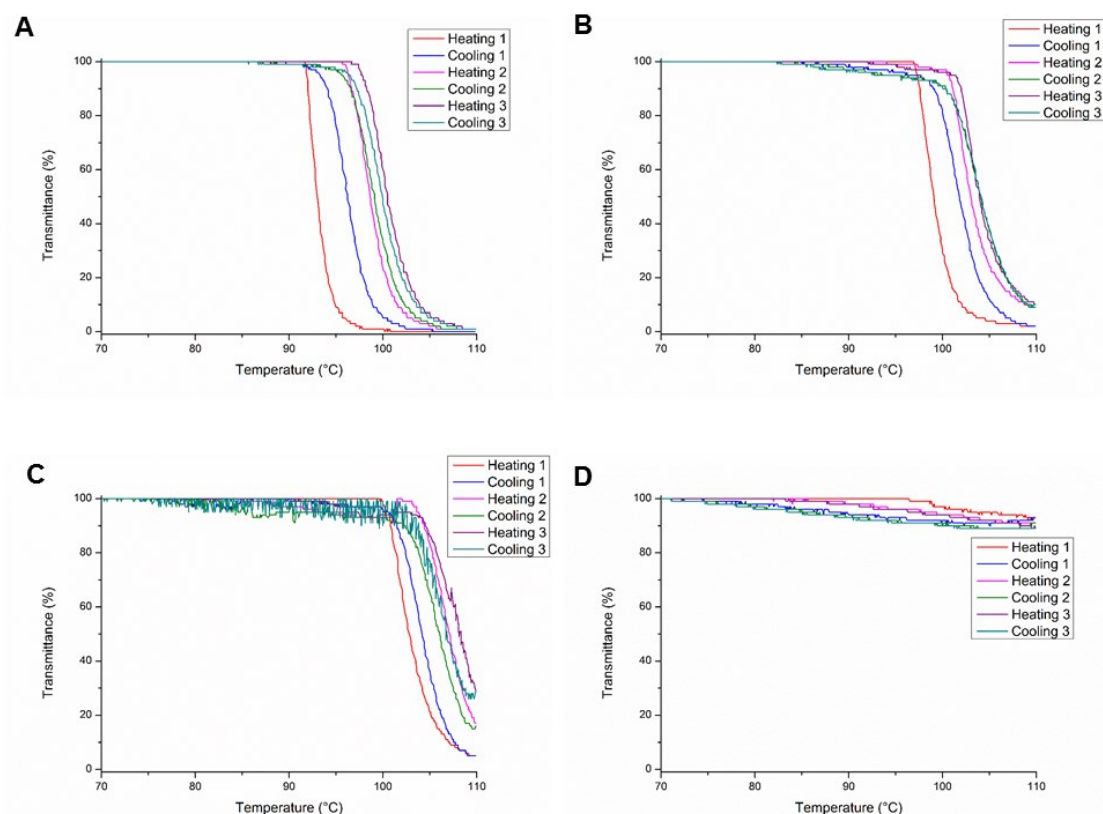 A
Heating 1
Cooling 1
Heating 2
Cooling 2
Heating 3
Cooling 3
100
80
60
40
20
0
Transmittance (%)
70
80
90
100
110
Temperature (°C)
B
Heating 1
Cooling 1
Heating 2
Cooling 2
Heating 3
Cooling 3
100
80
60
40
20
0
Transmittance (%)
70
80
90
100
110
Temperature (°C)
C
Heating 1
Cooling 1
Heating 2
Cooling 2
Heating 3
Cooling 3
100
80
60
40
20
0
Transmittance (%)
70
80
90
100
110
Temperature (°C)
D
Heating 1
Cooling 1
Heating 2
Cooling 2
Heating 3
Cooling 3
100
80
60
40
20
0
Transmittance (%)
70
80
90
100
110
Temperature (°C)